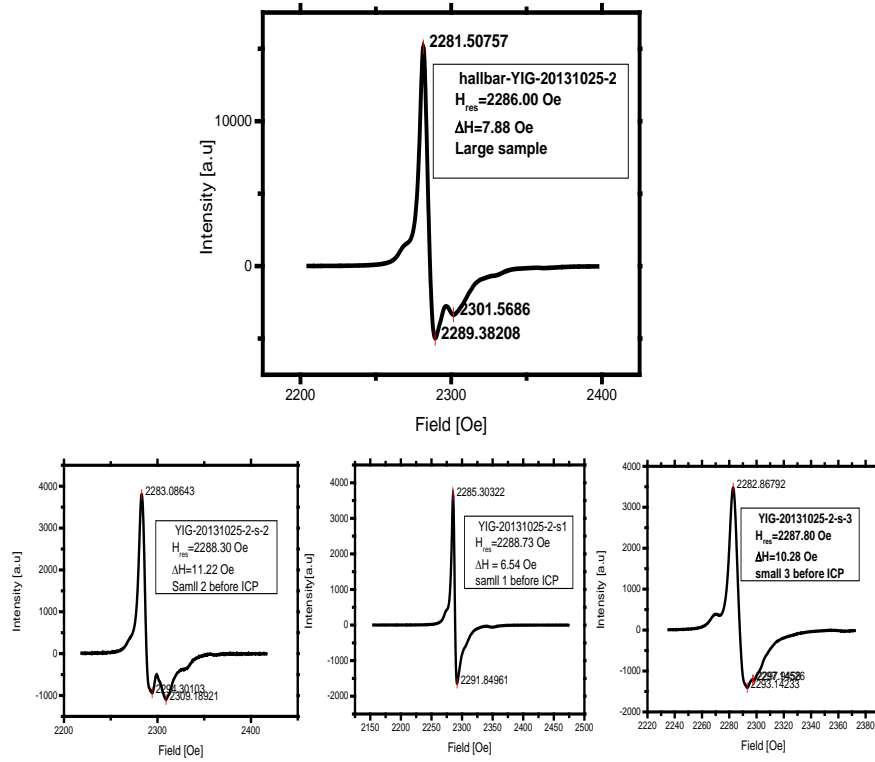 2281.50757
hallbar-YIG-20131025-2
Hres=2286.00 Oe
ΔH=7.88 Oe
Large sample
10000
0
Intensity [a.u]
2301.5686
2289.38208
2200 2300 2400
Field [Oe]
4000
3000
2000
1000
0
-1000
Intensity [a.u]
2283.08643
YIG-20131025-2-s-2
Hres=2288.30 Oe
ΔH=11.22 Oe
Samll 2 before ICP
2294.30103
2309.18921
2200 2300 2400
Field [Oe]
4000
3000
2000
1000
0
-1000
-2000
Intensity[a.u]
2285.30322
YIG-20131025-2-s1
Hres=2288.73 Oe
ΔH = 6.54 Oe
samll 1 before ICP
2291.84961
2150 2200 2250 2300 2350 2400 2450 2500
Field [Oe]
4000
3000
2000
1000
0
-1000
-2000
Intensity [a.u]
2282.86792
YIG-20131025-2-s-3
Hres=2287.80 Oe
ΔH=10.28 Oe
small 3 before ICP
2293.14233
2220 2240 2260 2280 2300 2320 2340 2360 2380
Field [Oe]